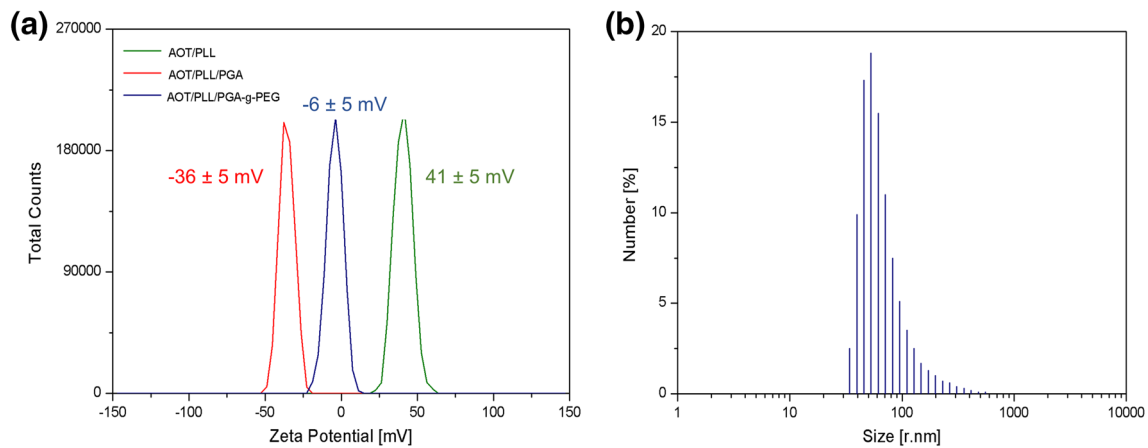 (a)
270000
180000
90000
0
Total Counts
AOT/PLL
AOT/PLL/PGA
AOT/PLL/PGA-g-PEG
-6 ± 5 mV
-36 ± 5 mV
41 ± 5 mV
-150 -100 -50 0 50 100 150
Zeta Potential [mV]
(b)
20
15
10
5
0
Number [%]
1 10 100 1000 10000
Size [r.nm]